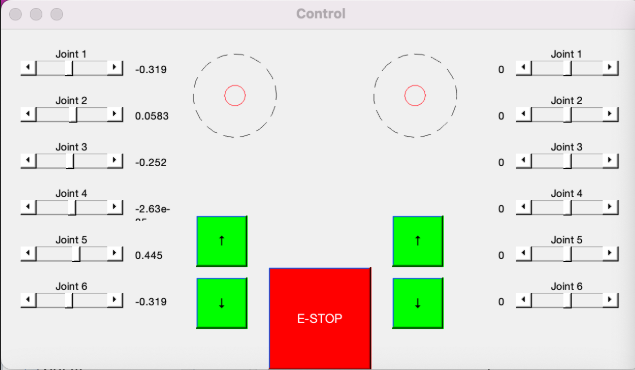 Control
Joint 1
-0.319
Joint 2
0.0583
Joint 3
-0.252
Joint 4
-2.63e-
Joint 5
0.445
Joint 6
-0.319
↑
↓
E-STOP
↑
↓
Joint 1
0
Joint 2
0
Joint 3
0
Joint 4
0
Joint 5
0
Joint 6
0